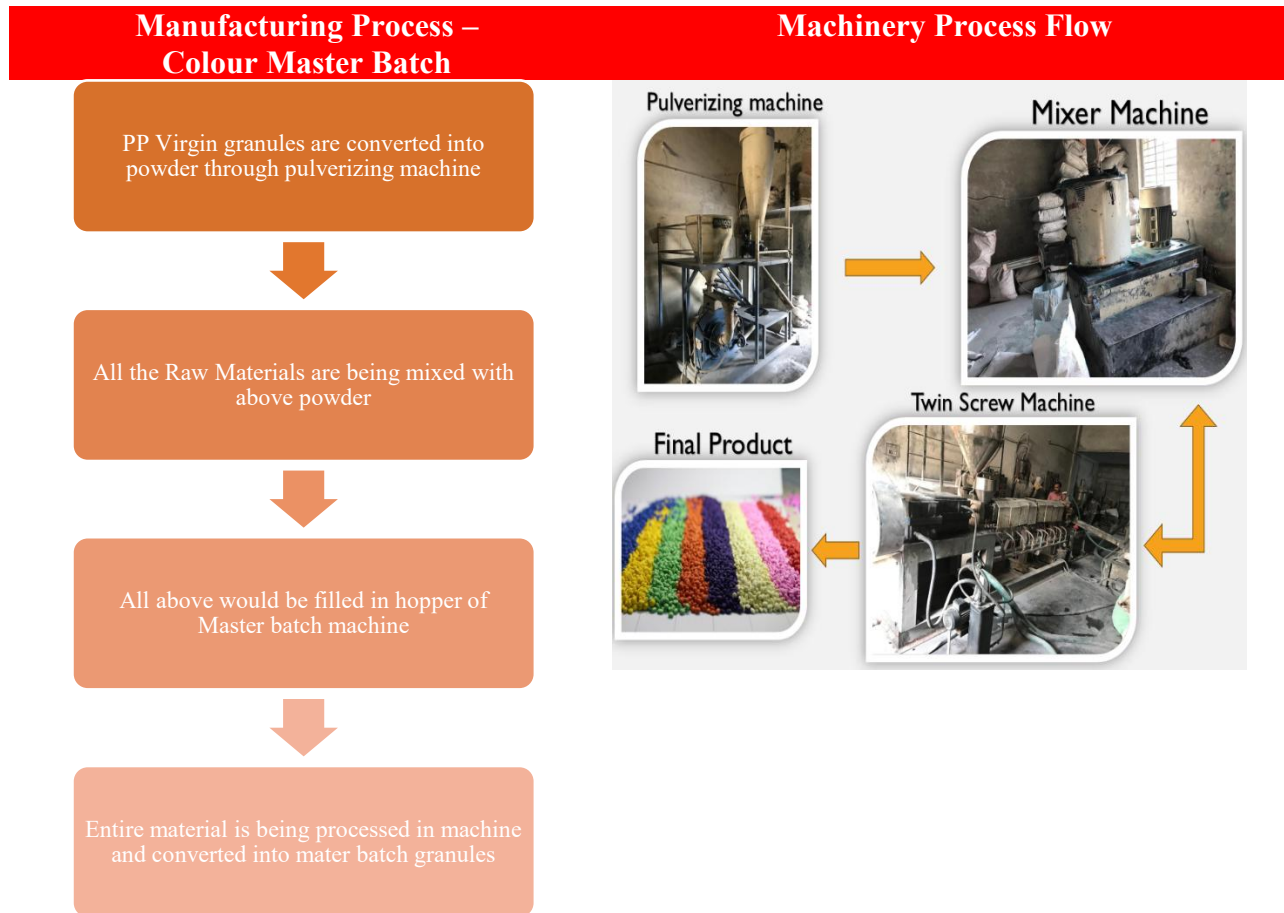 Manufacturing Process –
Colour Master Batch
PP Virgin granules are converted into
powder through pulverizing machine
All the Raw Materials are being mixed with
above powder
All above would be filled in hopper of
Master batch machine
Entire material is being processed in machine
and converted into mater batch granules
Machinery Process Flow
Pulverizing machine
Mixer Machine
Twin Screw Machine
Final Product